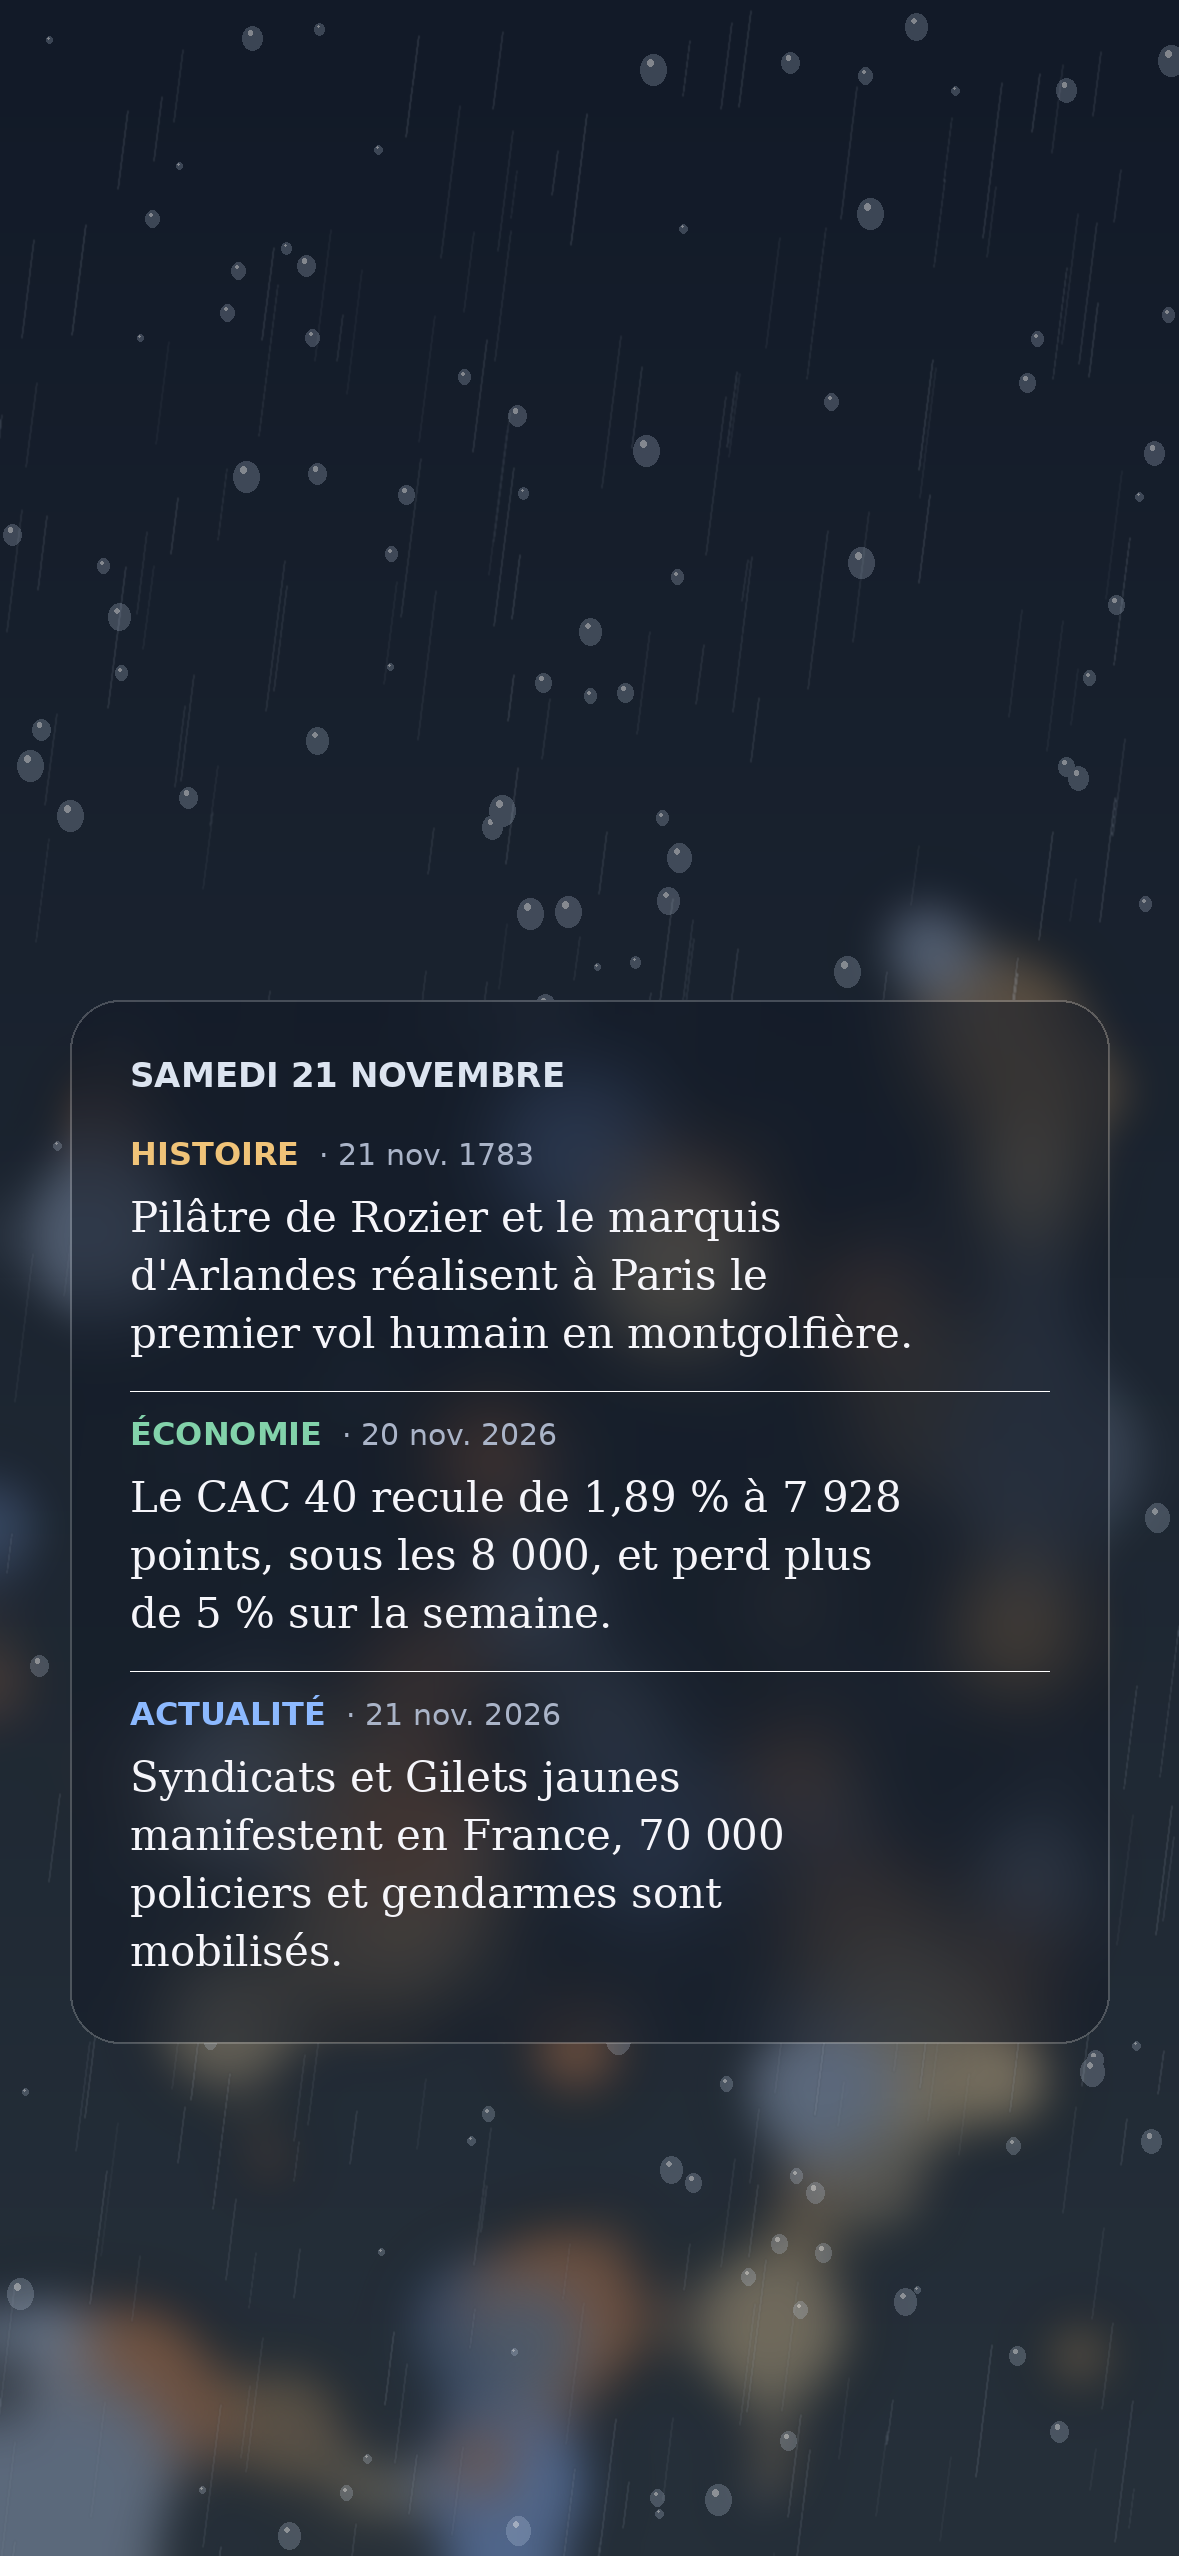 SAMEDI 21 NOVEMBRE
HISTOIRE · 21 nov. 1783
Pilâtre de Rozier et le marquis
d'Arlandes réalisent à Paris le
premier vol humain en montgolfière.
ÉCONOMIE · 20 nov. 2026
Le CAC 40 recule de 1,89 % à 7 928
points, sous les 8 000, et perd plus
de 5 % sur la semaine.
ACTUALITÉ · 21 nov. 2026
Syndicats et Gilets jaunes
manifestent en France, 70 000
policiers et gendarmes sont
mobilisés.